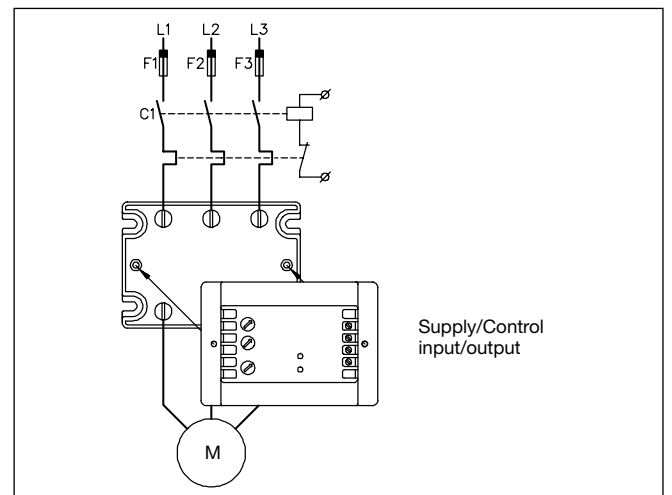 L1 L2 L3
F1 F2 F3
C1
Supply/Control
input/output
M